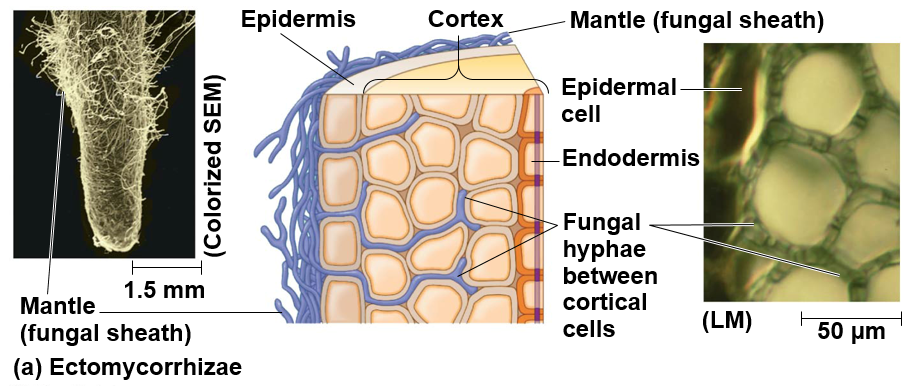 Epidermis
Cortex
Mantle (fungal sheath)
(Colorized SEM)
Epidermal
cell
Endodermis
Fungal
hyphae
between
cortical
cells
1.5 mm
Mantle
(fungal sheath)
(LM)
50 μm
(a) Ectomycorrhizae